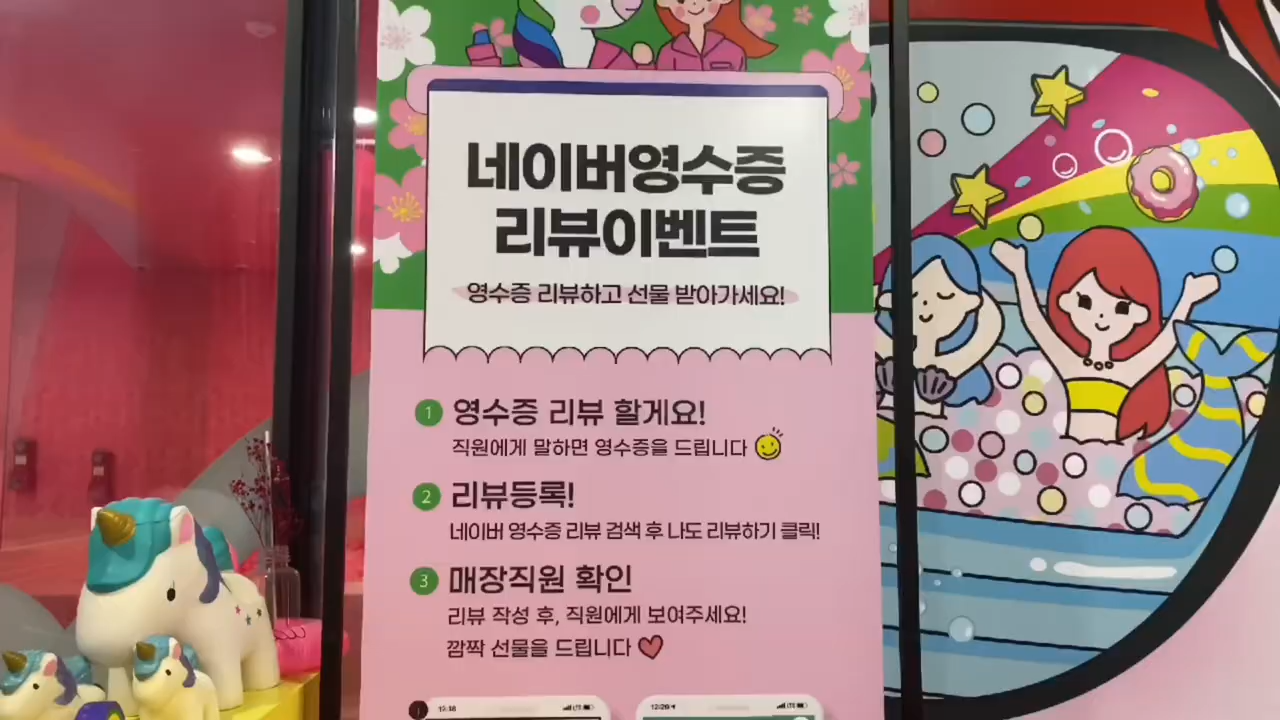 네이버영수증
리뷰이벤트
영수증 리뷰하고 선물 받아가세요!
1 영수증 리뷰 할게요!
직원에게 말하면 영수증을 드립니다
2 리뷰등록!
네이버 영수증 리뷰 검색 후 나도 리뷰하기 클릭!
3 매장직원 확인
리뷰 작성 후, 직원에게 보여주세요!
깜짝 선물을 드립니다
12:26